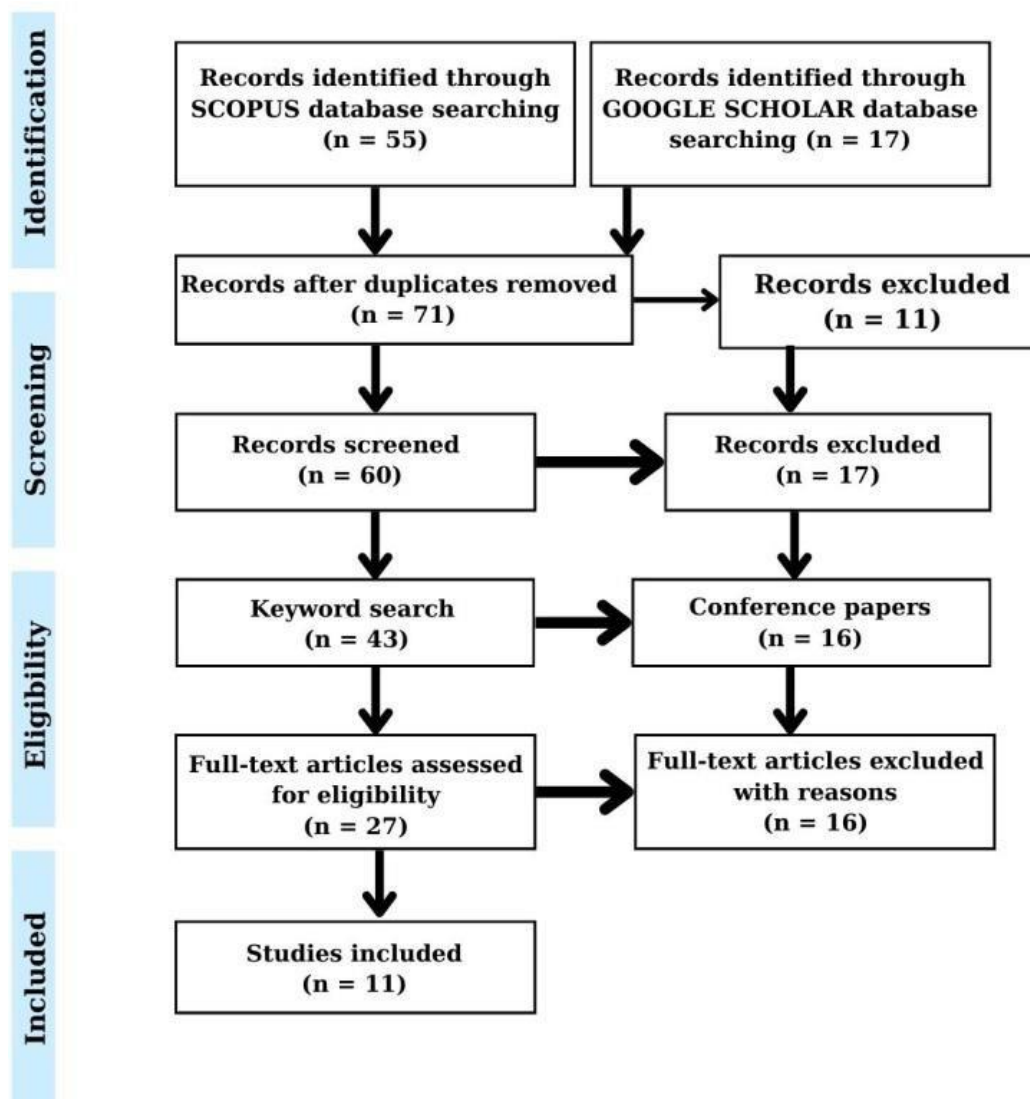 Identification
Records identified through
SCOPUS database searching
(n = 55)
Records identified through
GOOGLE SCHOLAR database
searching (n = 17)
Records after duplicates removed
(n = 71)
Records excluded
(n = 11)
Screening
Records screened
(n = 60)
Records excluded
(n = 17)
Eligibility
Keyword search
(n = 43)
Conference papers
(n = 16)
Full-text articles assessed
for eligibility
(n = 27)
Full-text articles excluded
with reasons
(n = 16)
Included
Studies included
(n = 11)